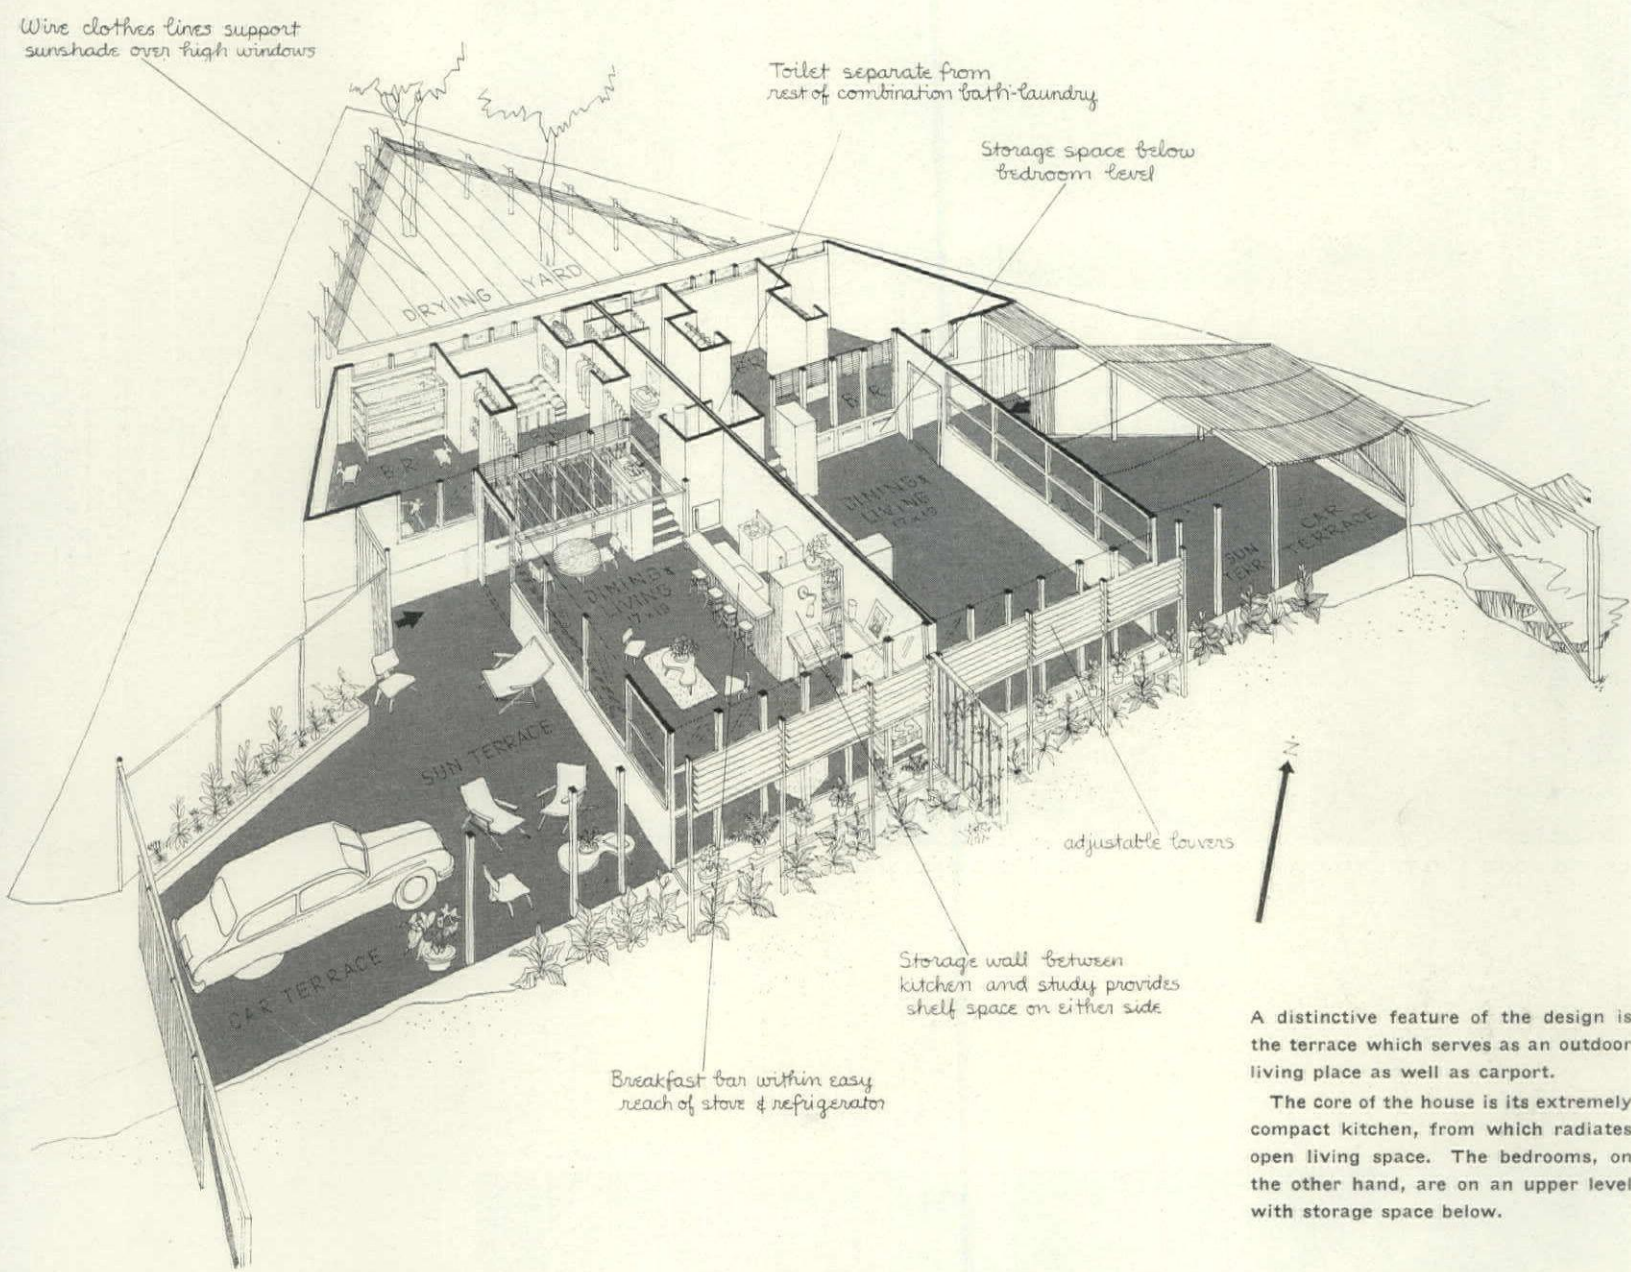 Wire clothes lines support
sunshade over high windows
Toilet separate from
rest of combination bath-laundry
Storage space below
bedroom level
DRYING YARD
BR
BR
BR
DINING &
LIVING
17 x 19
DINING &
LIVING
17 x 19
CAR
TERRACE
SUN
TERR
N.
SUN TERRACE
adjustable louvers
CAR TERRACE
Storage wall between
kitchen and study provides
shelf space on either side
Breakfast bar within easy
reach of stove & refrigerator
A distinctive feature of the design is
the terrace which serves as an outdoor
living place as well as carport.
The core of the house is its extremely
compact kitchen, from which radiates
open living space. The bedrooms, on
the other hand, are on an upper level
with storage space below.